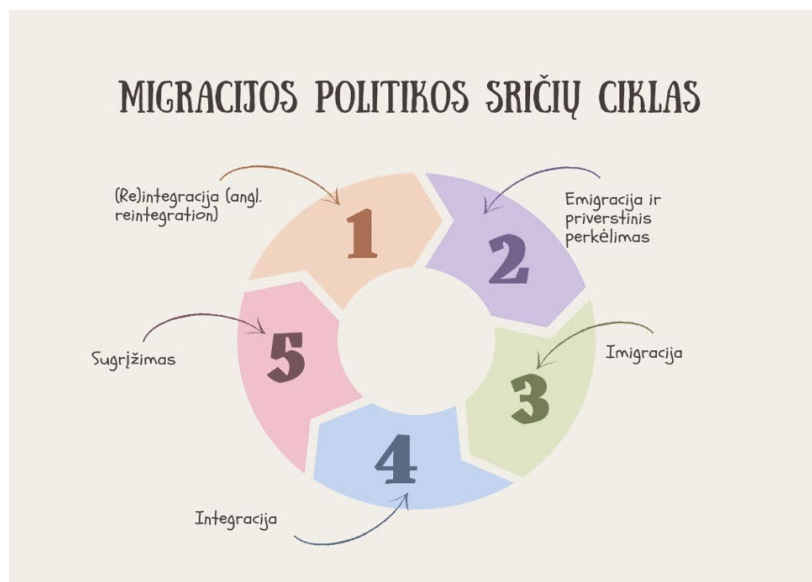 MIGRACIJOS POLITIKOS SRIČIŲ CIKLAS
(Re)integracija (angl.
reintegration)
1
Emigracija ir
priverstinis
perkėlimas
2
Imigracija
3
Integracija
4
Sugrįžimas
5